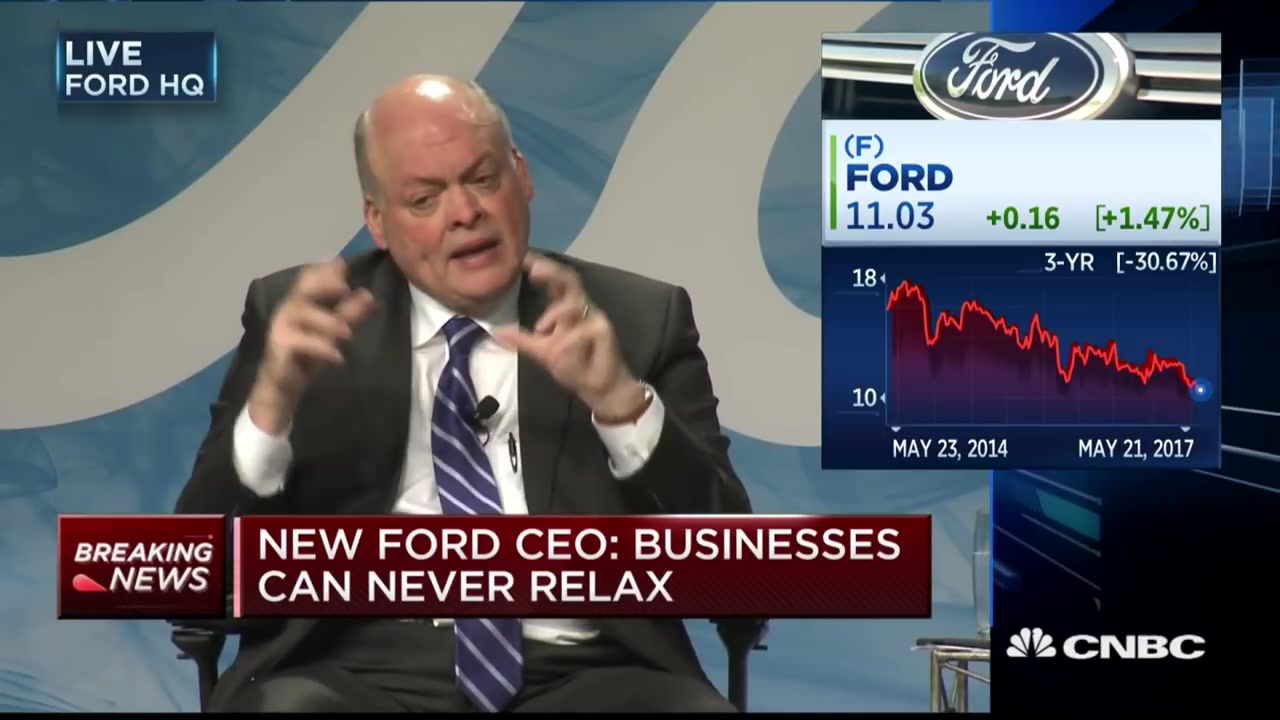 LIVE
FORD HQ
Ford
(F)
FORD
11.03 +0.16 [+1.47%]
3-YR [-30.67%]
18
10
MAY 23, 2014 MAY 21, 2017
BREAKING
NEWS
NEW FORD CEO: BUSINESSES
CAN NEVER RELAX
CNBC